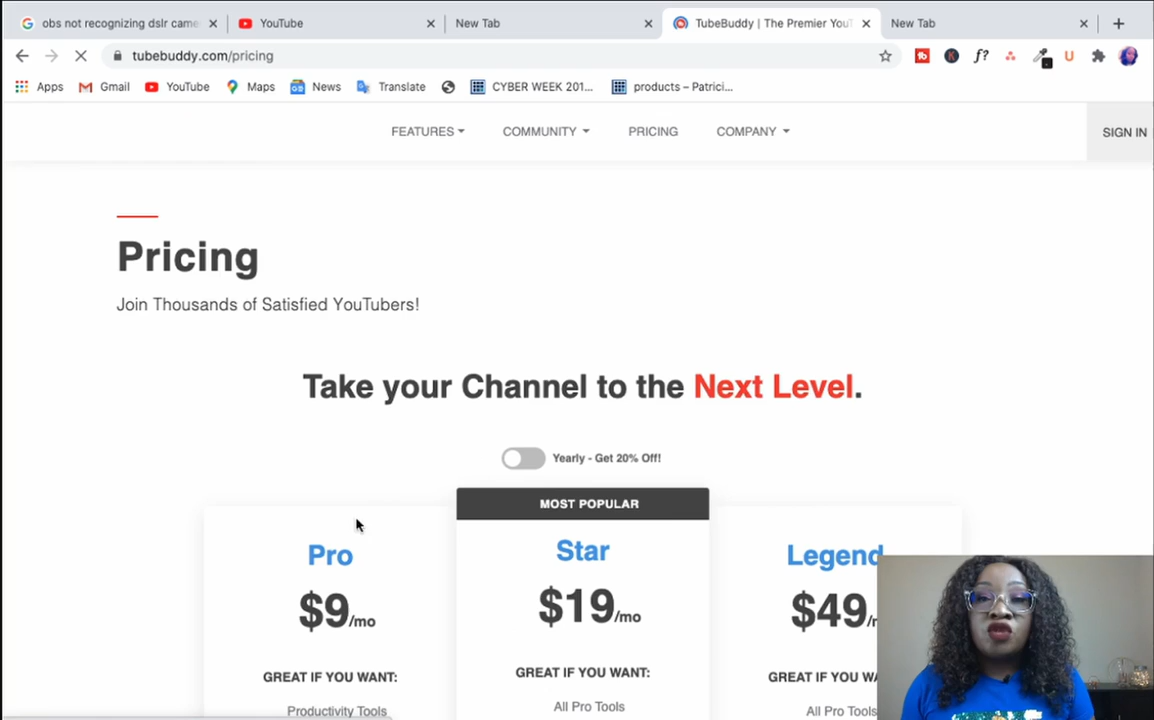 obs not recognizing dslr came
YouTube
New Tab
TubeBuddy | The Premier YouT
New Tab
tubebuddy.com/pricing
Apps
Gmail
YouTube
Maps
News
Translate
CYBER WEEK 201...
products – Patrici...
FEATURES
COMMUNITY
PRICING
COMPANY
SIGN IN
Pricing
Join Thousands of Satisfied YouTubers!
Take your Channel to the Next Level.
Yearly - Get 20% Off!
MOST POPULAR
Pro
$9/mo
GREAT IF YOU WANT:
Productivity Tools
Star
$19/mo
GREAT IF YOU WANT:
All Pro Tools
Legend
$49/
GREAT IF YOU WA
All Pro Tools